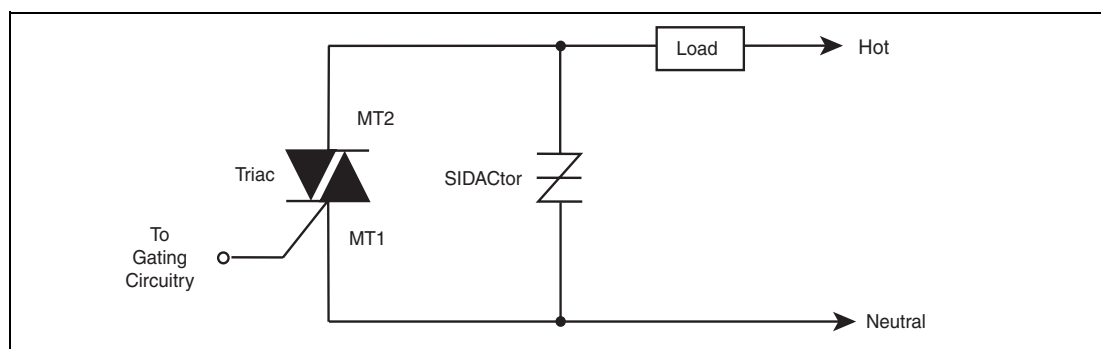 Load
Hot
MT2
Triac
SIDACtor
MT1
To
Gating
Circuitry
Neutral